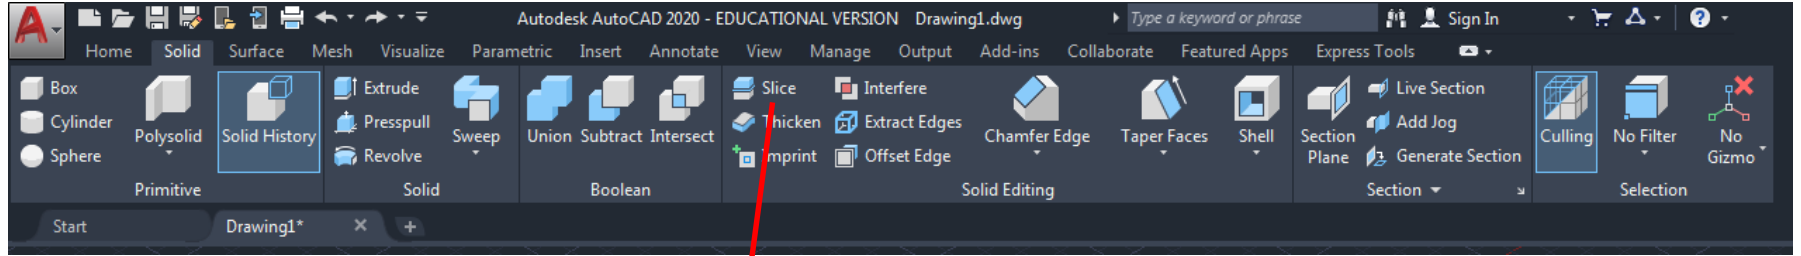 Autodesk AutoCAD 2020 - EDUCATIONAL VERSION Drawing1.dwg Type a keyword or phrase Sign In
Home Solid Surface Mesh Visualize Parametric Insert Annotate View Manage Output Add-ins Collaborate Featured Apps Express Tools
Box
Cylinder
Sphere
Polysolid
Solid History
Primitive
Extrude
Presspull
Revolve
Sweep
Solid
Union Subtract Intersect
Boolean
Slice
Thicken
Imprint
Interfere
Extract Edges
Offset Edge
Chamfer Edge
Taper Faces
Shell
Solid Editing
Section
Plane
Live Section
Add Jog
Generate Section
Section
Culling
No Filter
No
Gizmo
Selection
Start Drawing1*